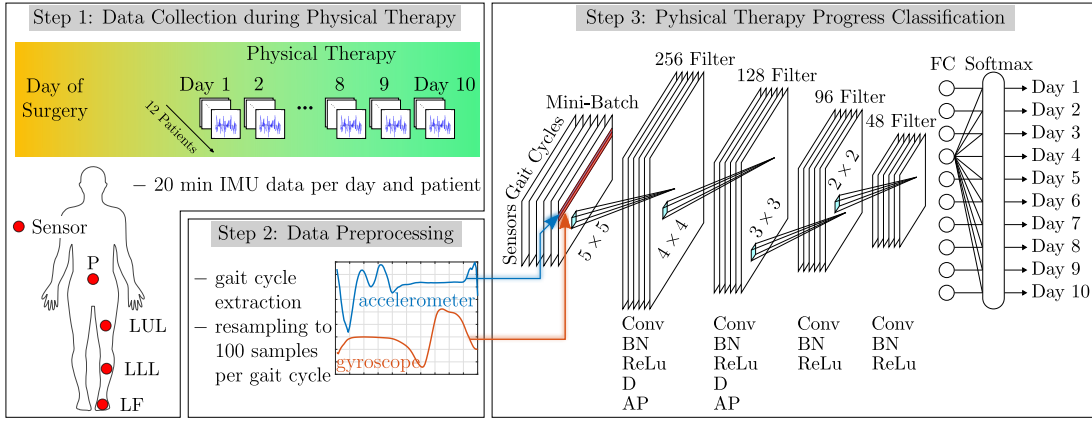 Step 1: Data Collection during Physical Therapy
Physical Therapy
Day of
Surgery
Day 1
2
...
8
9
Day 10
12 Patients
– 20 min IMU data per day and patient
Sensor
P
LUL
LLL
LF
Step 2: Data Preprocessing
– gait cycle
extraction
– resampling to
100 samples
per gait cycle
accelerometer
gyroscope
Step 3: Pyhsical Therapy Progress Classification
Sensors
Gait Cycles
Mini-Batch
5 × 5
256 Filter
4 × 4
128 Filter
3 × 3
96 Filter
2 × 2
48 Filter
FC
Softmax
Day 1
Day 2
Day 3
Day 4
Day 5
Day 6
Day 7
Day 8
Day 9
Day 10
Conv
BN
ReLu
D
AP
Conv
BN
ReLu
D
AP
Conv
BN
ReLu
Conv
BN
ReLu